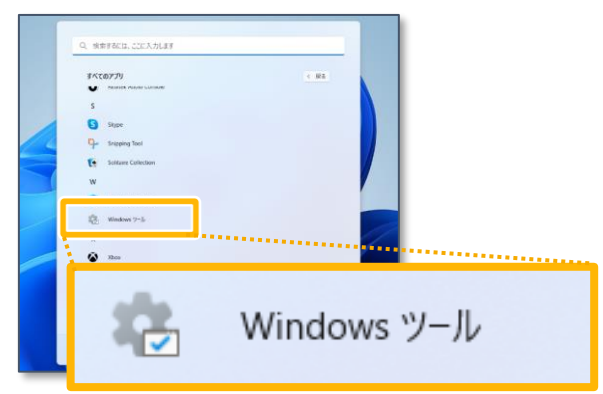 検索するには、ここに入力します
すべてのアプリ
< 戻る
S
Skype
Snipping Tool
Solitaire Collection
W
Windows ツール
Xbox
Windows ツール